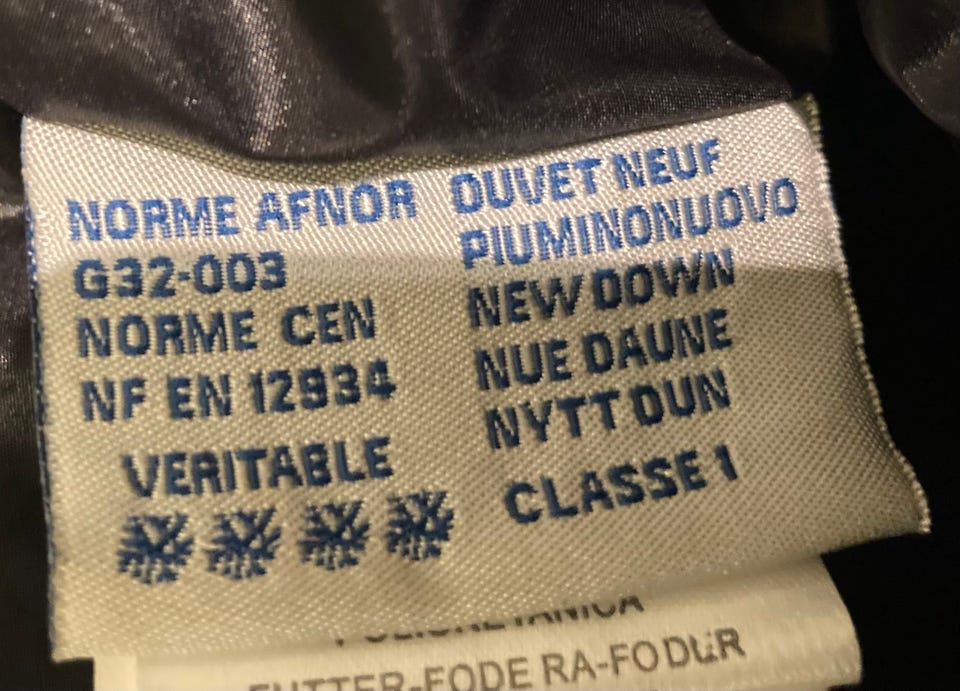 NORME AFNOR
G32-003
NORME CEN
NF EN 12934
VERITABLE
DUVET NEUF
PIUMINONUOVO
NEW DOWN
NUE DAUNE
NYTT DUN
CLASSE 1
FUTTER-FODE RA-FODUR